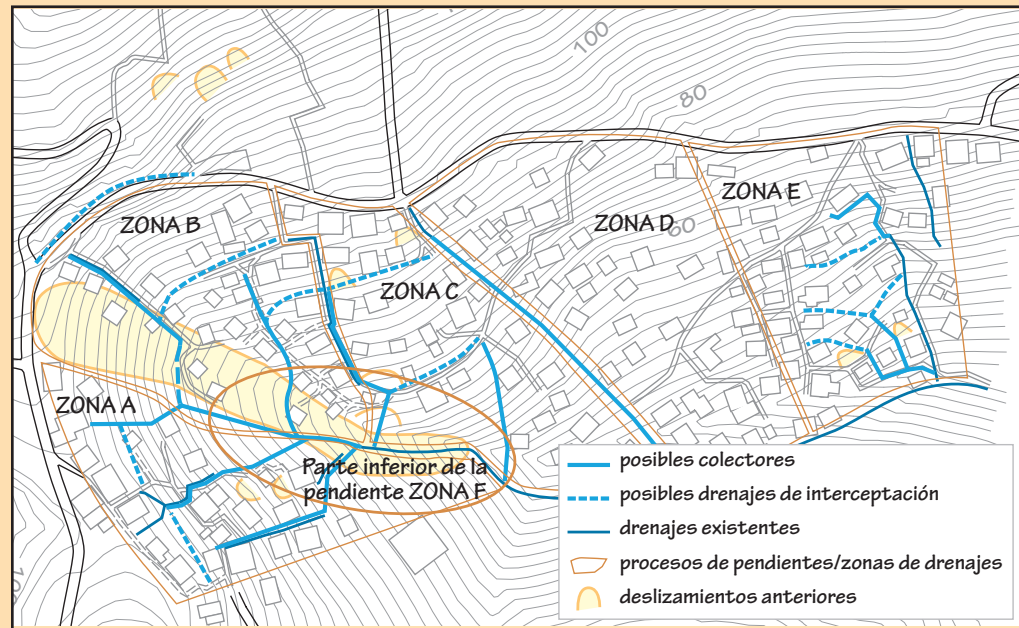 100
80
ZONA E
ZONA B
ZONA D
60
ZONA C
ZONA A
Parte inferior de la
pendiente ZONA F
posibles colectores
posibles drenajes de interceptación
drenajes existentes
procesos de pendientes/zonas de drenajes
deslizamientos anteriores